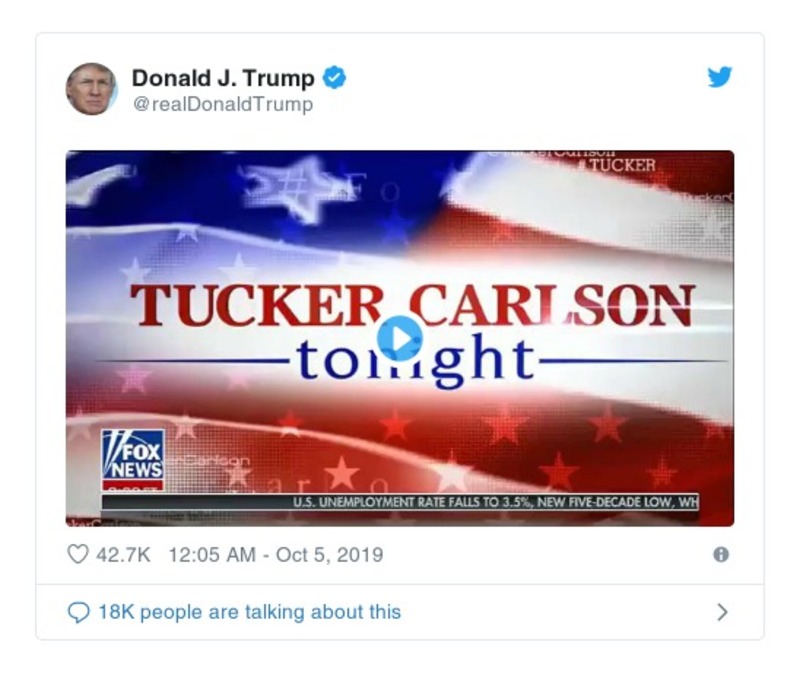 Donald J. Trump
@realDonaldTrump
#TUCKER
TUCKER CARLSON
tonight
FOX
NEWS
U.S. UNEMPLOYMENT RATE FALLS TO 3.5%, NEW FIVE-DECADE LOW, WH
42.7K 12:05 AM - Oct 5, 2019
18K people are talking about this